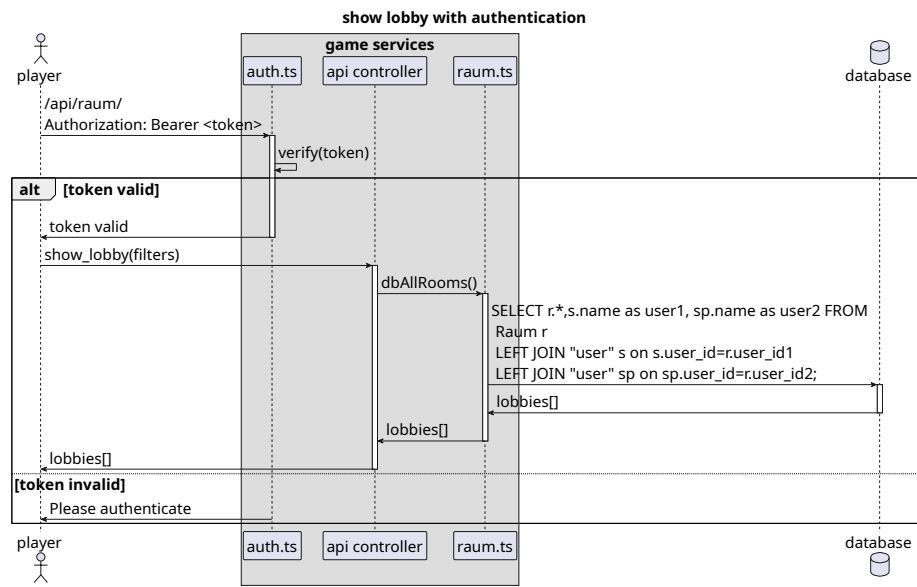 show lobby with authentication
game services
player
auth.ts
api controller
raum.ts
database
/api/raum/
Authorization: Bearer <token>
verify(token)
alt [token valid]
token valid
show_lobby(filters)
dbAllRooms()
SELECT r.*,s.name as user1, sp.name as user2 FROM
Raum r
LEFT JOIN "user" s on s.user_id=r.user_id1
LEFT JOIN "user" sp on sp.user_id=r.user_id2;
lobbies[]
lobbies[]
lobbies[]
[token invalid]
Please authenticate
player
auth.ts
api controller
raum.ts
database